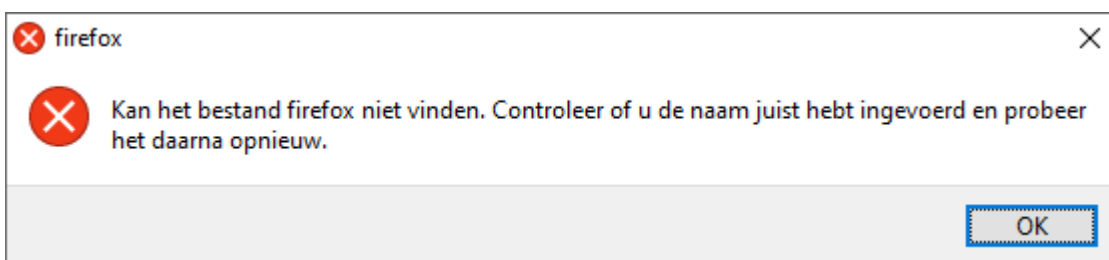 firefox
Kan het bestand firefox niet vinden. Controleer of u de naam juist hebt ingevoerd en probeer
het daarna opnieuw.
OK